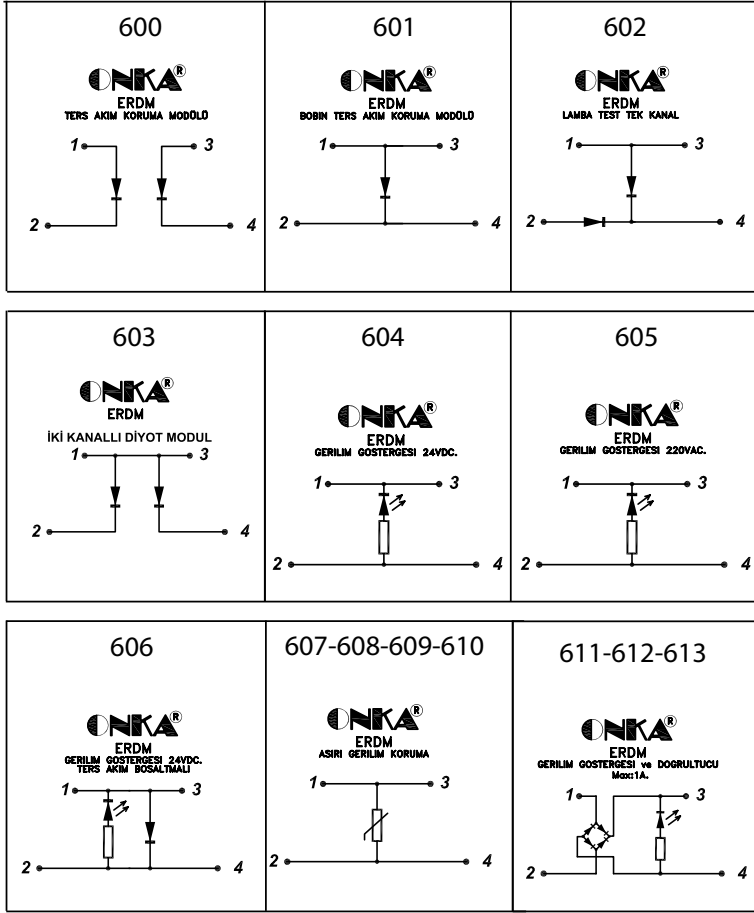 600
ONKA®
ERDM
TERS AKIM KORUMA MODÜLÜ
1 3
2 4
601
ONKA®
ERDM
BOBIN TERS AKIM KORUMA MODÜLÜ
1 3
2 4
602
ONKA®
ERDM
LAMBA TEST TEK KANAL
1 3
2 4
603
ONKA®
ERDM
İKİ KANALLI DİYOT MODUL
1 3
2 4
604
ONKA®
ERDM
GERILIM GOSTERGESI 24VDC.
1 3
2 4
605
ONKA®
ERDM
GERILIM GOSTERGESI 220VAC.
1 3
2 4
606
ONKA®
ERDM
GERILIM GOSTERGESI 24VDC.
TERS AKIM BOSALTMALI
1 3
2 4
607-608-609-610
ONKA®
ERDM
ASIRI GERILIM KORUMA
1 3
2 4
611-612-613
ONKA®
ERDM
GERILIM GOSTERGESI ve DOGRULTUCU
Max:1A.
1 3
2 4